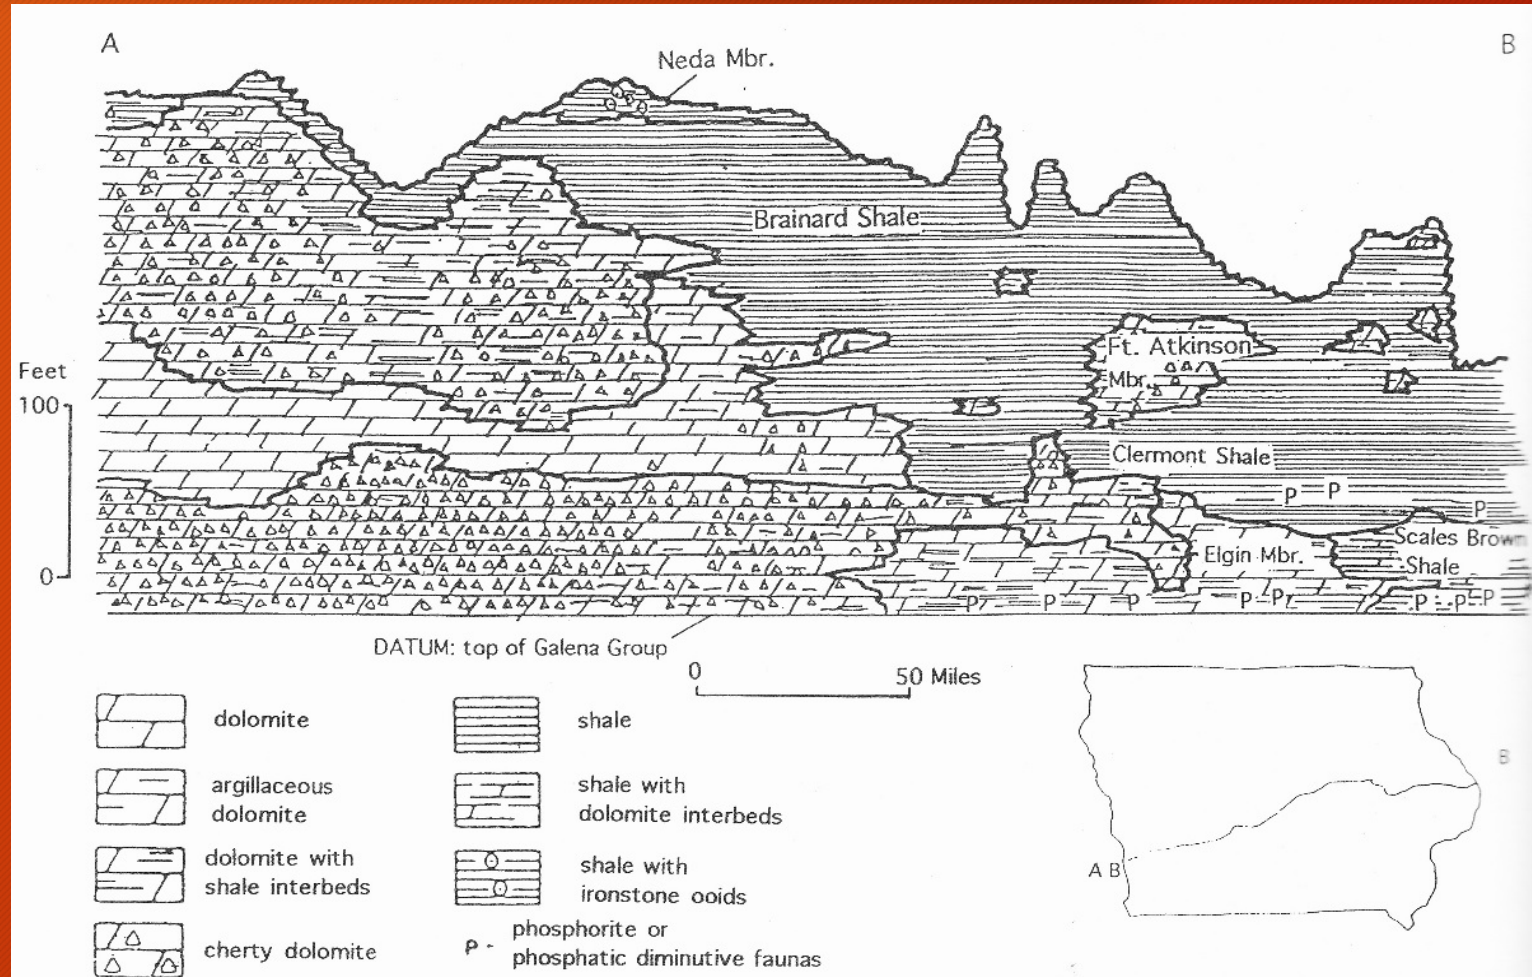 A
B
Neda Mbr.
Brainard Shale
Ft. Atkinson
Mbr.
Feet
100
Clermont Shale
P P
P
Scales Brown
Shale
Elgin Mbr.
0
P P P P P P P P
DATUM: top of Galena Group
0 50 Miles
dolomite
shale
argillaceous
dolomite
shale with
dolomite interbeds
dolomite with
shale interbeds
shale with
ironstone ooids
cherty dolomite
P - phosphorite or
phosphatic diminutive faunas
B
A B